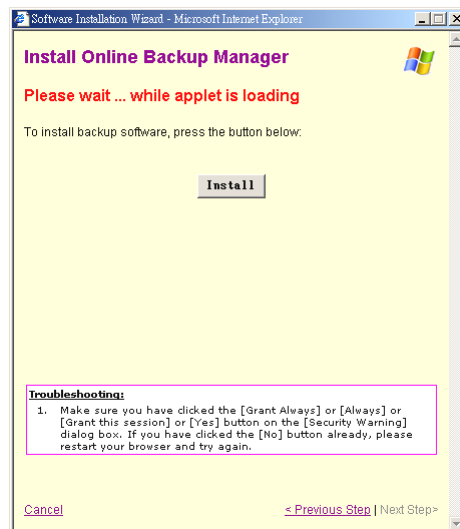 Software Installation Wizard - Microsoft Internet Explorer
Install Online Backup Manager
Please wait ... while applet is loading
To install backup software, press the button below:
Install
Troubleshooting:
1. Make sure you have clicked the [Grant Always] or [Always] or
[Grant this session] or [Yes] button on the [Security Warning]
dialog box. If you have clicked the [No] button already, please
restart your browser and try again.
Cancel < Previous Step | Next Step>